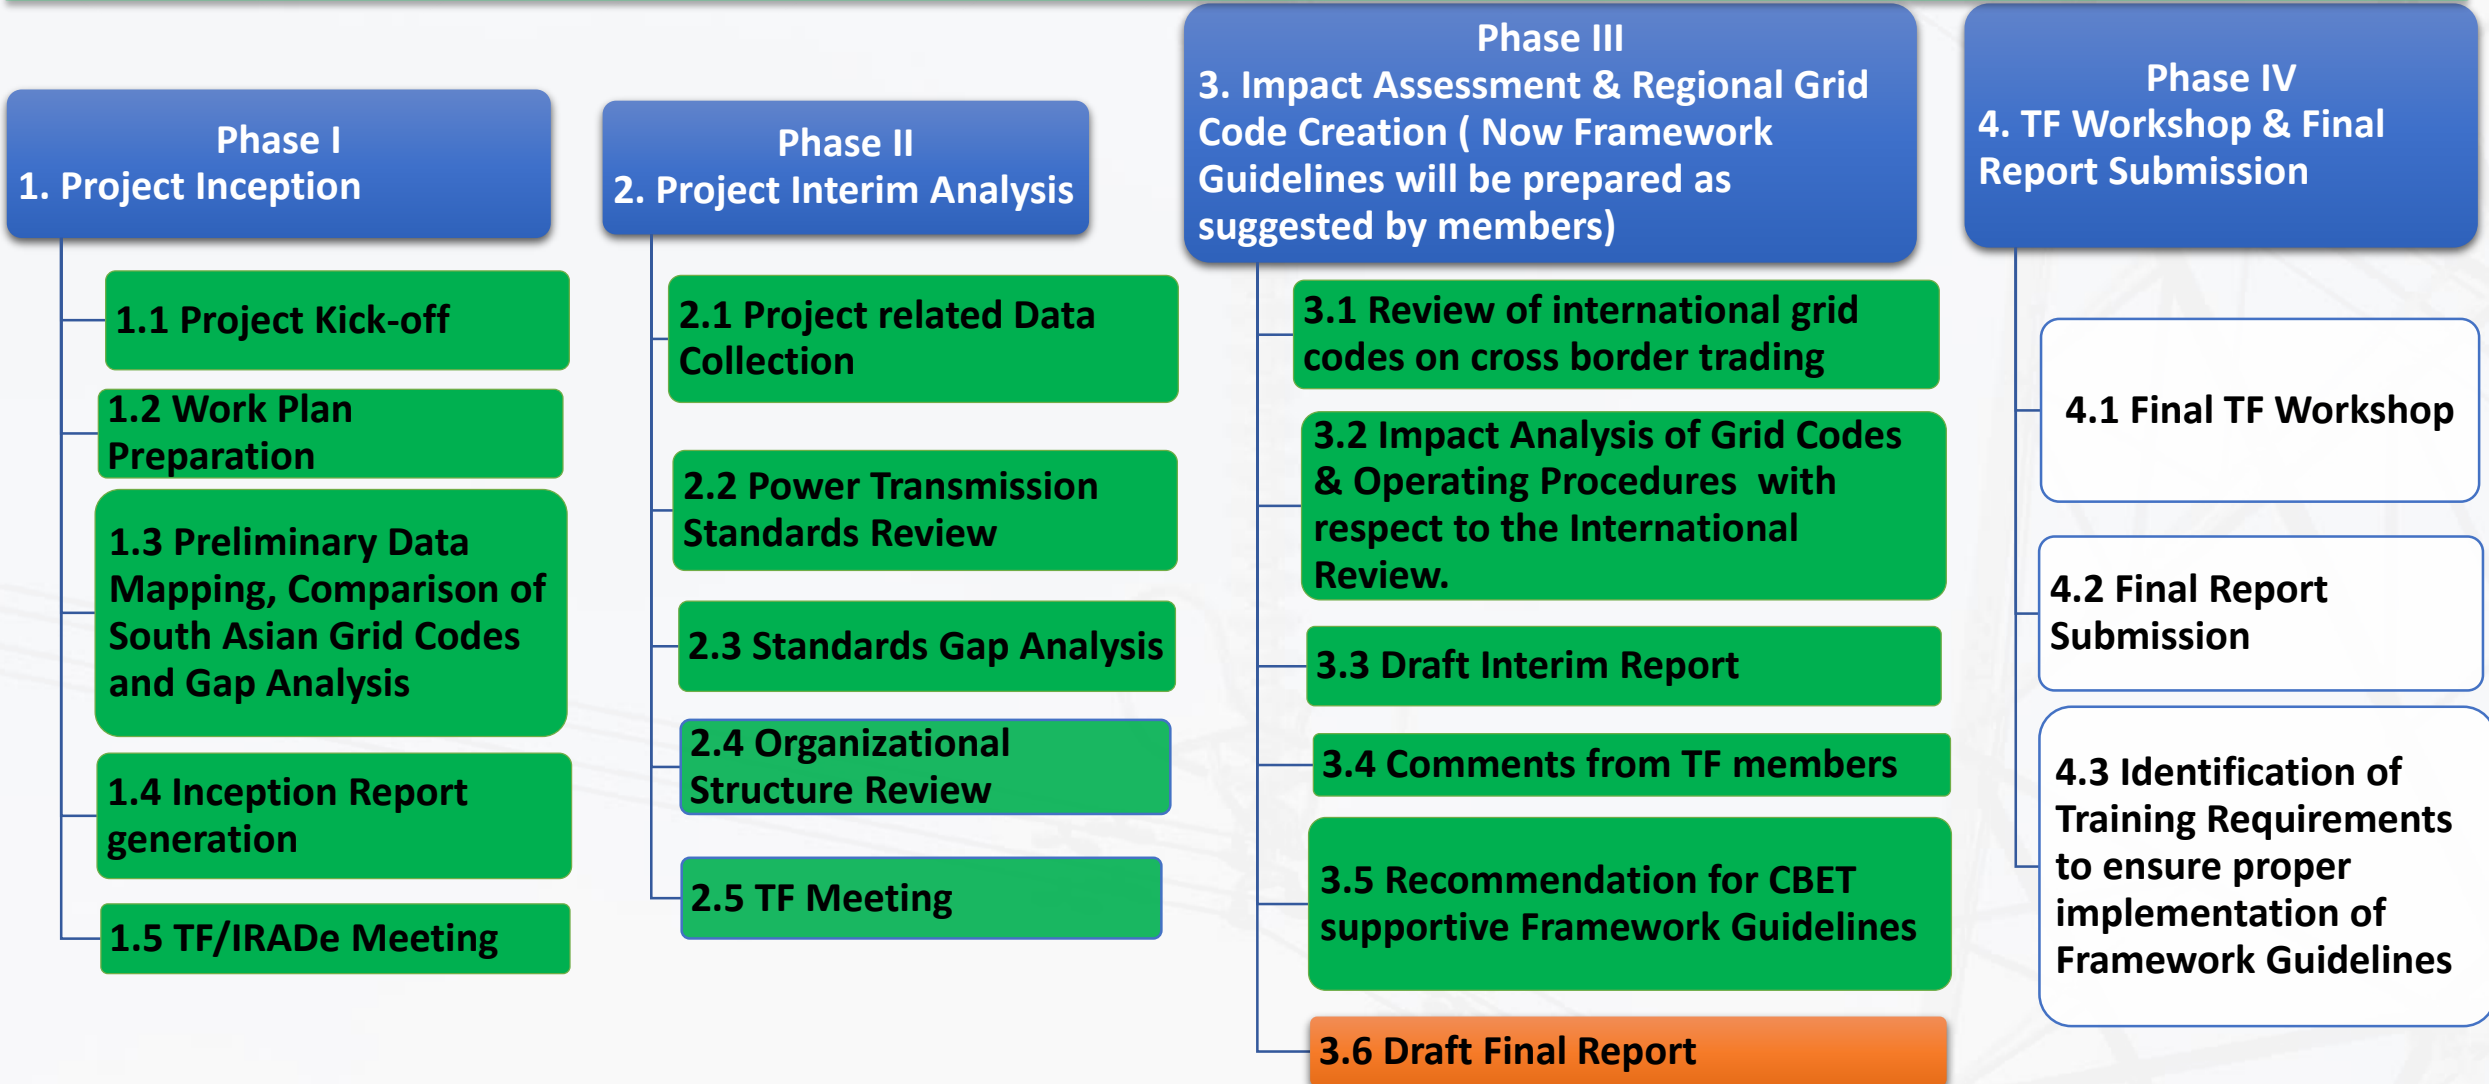 Phase I
1. Project Inception
1.1 Project Kick-off
1.2 Work Plan
Preparation
1.3 Preliminary Data
Mapping, Comparison of
South Asian Grid Codes
and Gap Analysis
1.4 Inception Report
generation
1.5 TF/IRADe Meeting
Phase II
2. Project Interim Analysis
2.1 Project related Data
Collection
2.2 Power Transmission
Standards Review
2.3 Standards Gap Analysis
2.4 Organizational
Structure Review
2.5 TF Meeting
Phase III
3. Impact Assessment & Regional Grid
Code Creation ( Now Framework
Guidelines will be prepared as
suggested by members)
3.1 Review of international grid
codes on cross border trading
3.2 Impact Analysis of Grid Codes
& Operating Procedures with
respect to the International
Review.
3.3 Draft Interim Report
3.4 Comments from TF members
3.5 Recommendation for CBET
supportive Framework Guidelines
3.6 Draft Final Report
Phase IV
4. TF Workshop & Final
Report Submission
4.1 Final TF Workshop
4.2 Final Report
Submission
4.3 Identification of
Training Requirements
to ensure proper
implementation of
Framework Guidelines